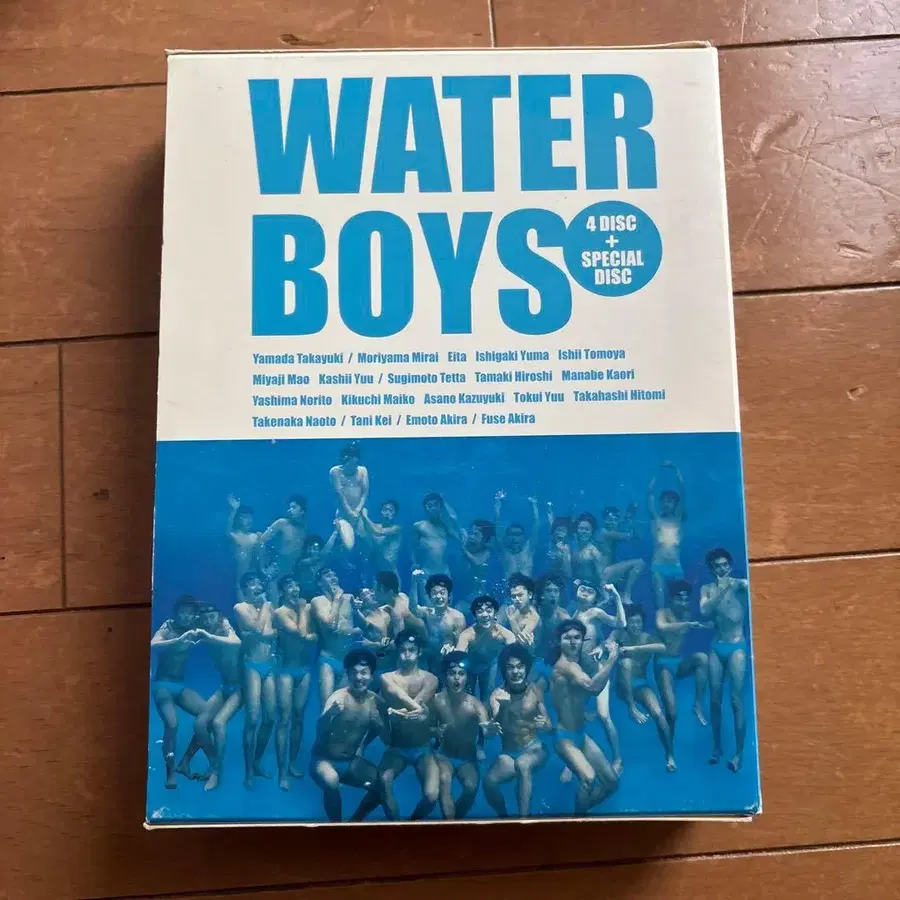 WATER
BOYS
4 DISC
+
SPECIAL
DISC
Yamada Takayuki / Moriyama Mirai Eita Ishigaki Yuma Ishii Tomoya
Miyaji Mao Kashii Yuu / Sugimoto Tetta Tamaki Hiroshi Manabe Kaori
Yashima Norito Kikuchi Maiko Asano Kazuyuki Tokui Yuu Takahashi Hitomi
Takenaka Naoto / Tani Kei / Emoto Akira / Fuse Akira